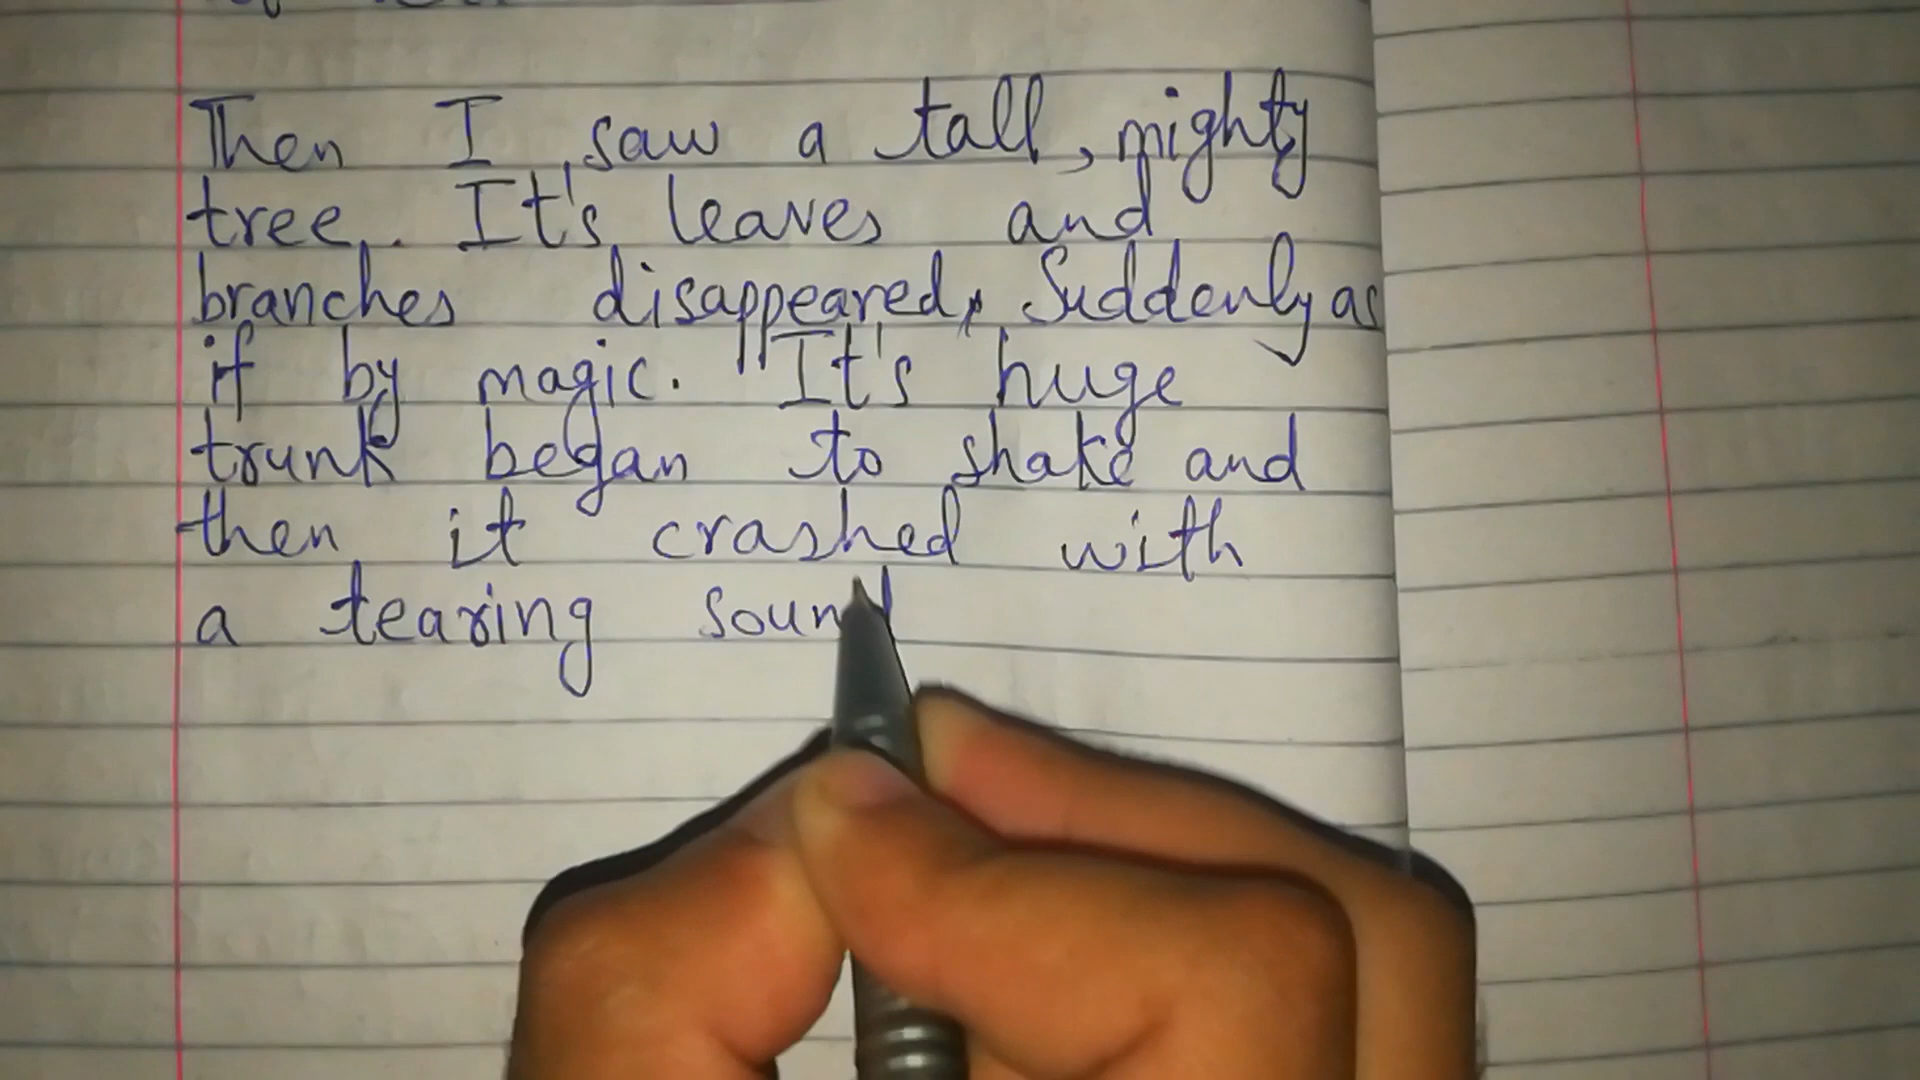 Then I saw a tall, mighty
tree. It's leaves and
branches disappeared, Suddenly as
if by magic. It's huge
trunk began to shake and
then it crashed with
a tearing sound